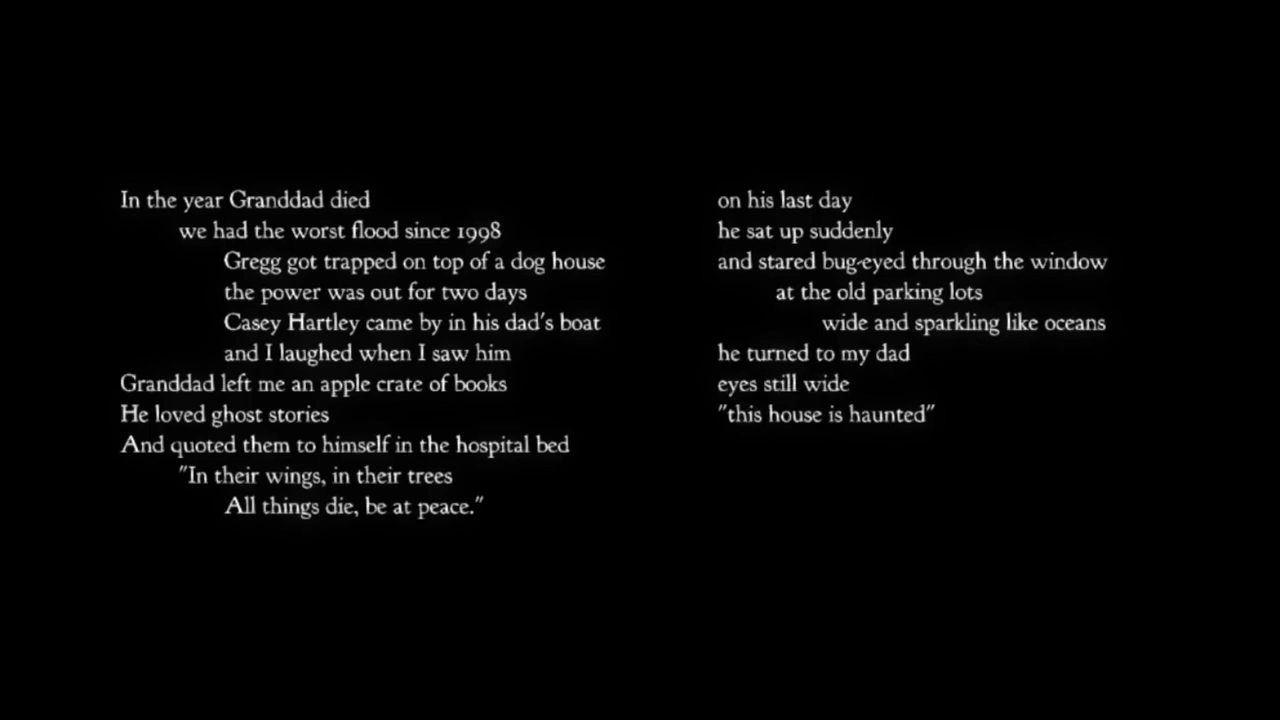 In the year Granddad died
we had the worst flood since 1998
Gregg got trapped on top of a dog house
the power was out for two days
Casey Hartley came by in his dad's boat
and I laughed when I saw him
Granddad left me an apple crate of books
He loved ghost stories
And quoted them to himself in the hospital bed
"In their wings, in their trees
All things die, be at peace."
on his last day
he sat up suddenly
and stared bug-eyed through the window
at the old parking lots
wide and sparkling like oceans
he turned to my dad
eyes still wide
"this house is haunted"